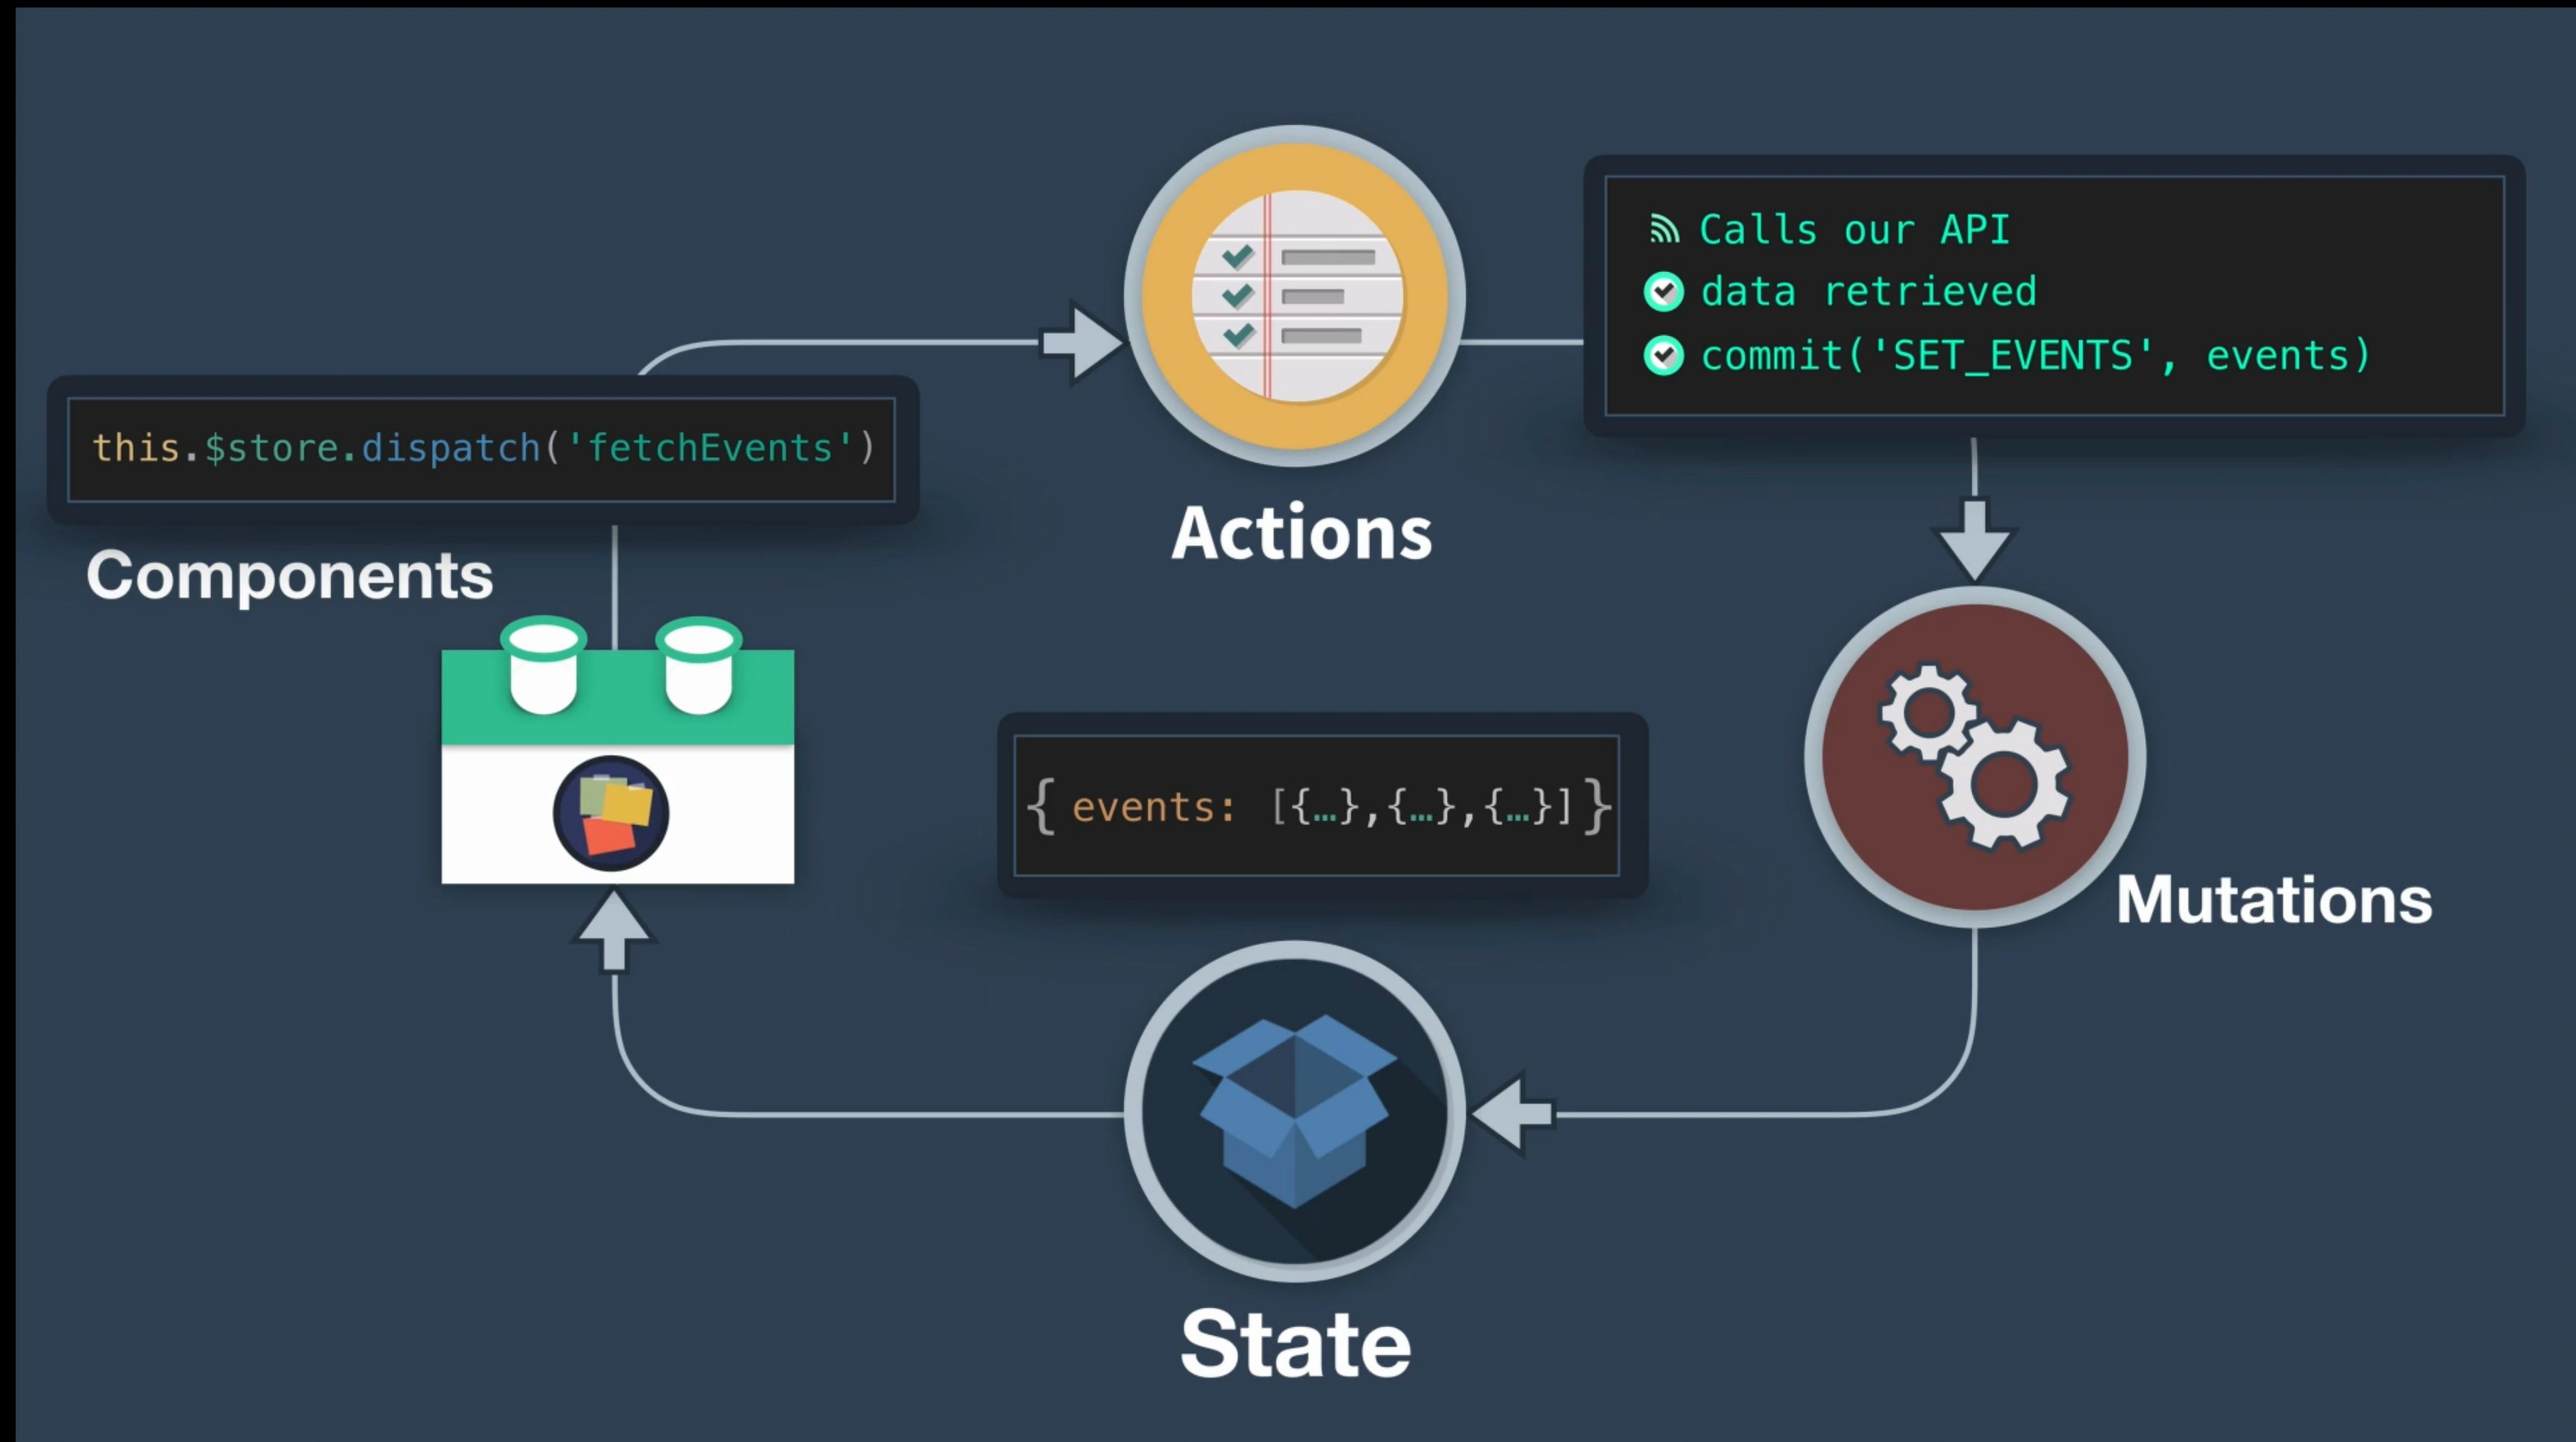 Calls our API
data retrieved
commit('SET_EVENTS', events)
this.$store.dispatch('fetchEvents')
Actions
Components
{ events: [{…},{…},{…}] }
Mutations
State